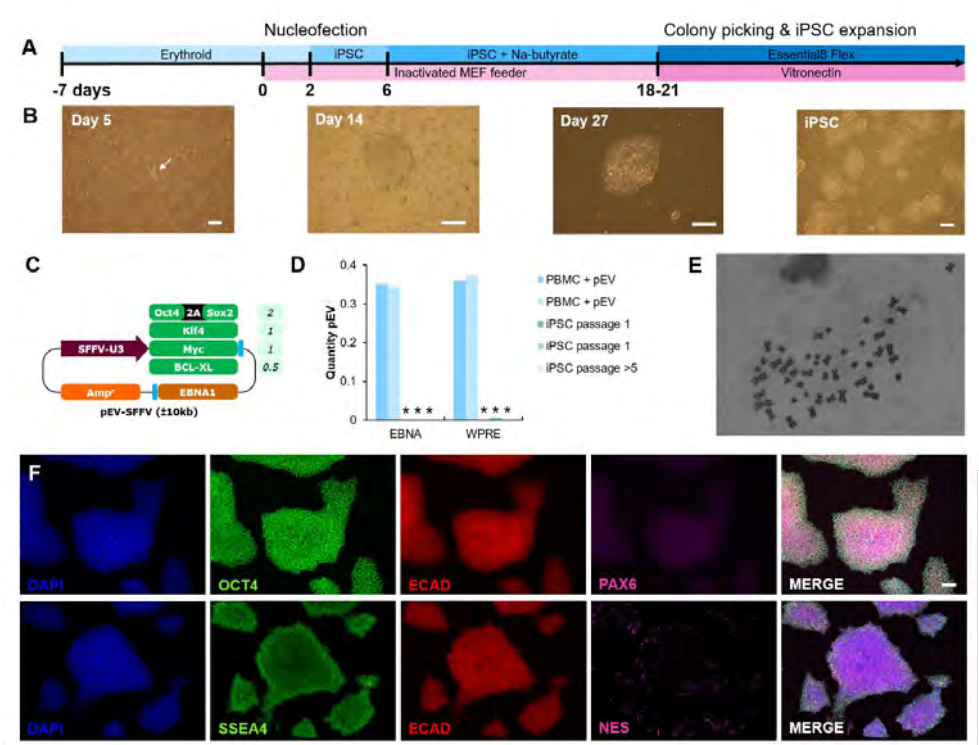 Nucleofection
Colony picking & iPSC expansion
A
Erythroid
iPSC
iPSC + Na-butyrate
Essential8 Flex
Inactivated MEF feeder
Vitronectin
-7 days
0
2
6
18-21
B
Day 5
Day 14
Day 27
iPSC
C
Oct4 2A Sox2
2
Klf4
1
SFFV-U3
Myc
1
BCL-XL
0.5
Ampʳ
EBNA1
pEV-SFFV (±10kb)
D
Quantity pEV
0.4
0.3
0.2
0.1
0
* * *
* * *
EBNA
WPRE
PBMC + pEV
PBMC + pEV
iPSC passage 1
iPSC passage 1
iPSC passage >5
E
F
DAPI
OCT4
ECAD
PAX6
MERGE
DAPI
SSEA4
ECAD
NES
MERGE